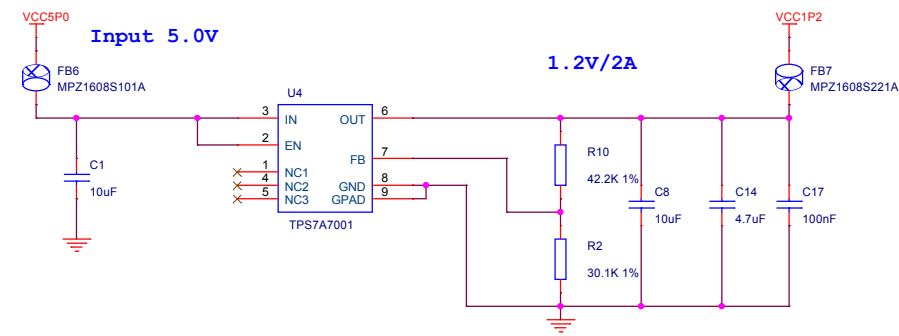 VCC5P0
VCC1P2
Input 5.0V
1.2V/2A
FB6
MPZ1608S101A
FB7
MPZ1608S221A
U4
3
IN
OUT
6
2
EN
FB
7
1
NC1
4
NC2
GND
8
5
NC3
GPAD
9
TPS7A7001
C1
10uF
R10
42.2K 1%
C8
10uF
C14
4.7uF
C17
100nF
R2
30.1K 1%